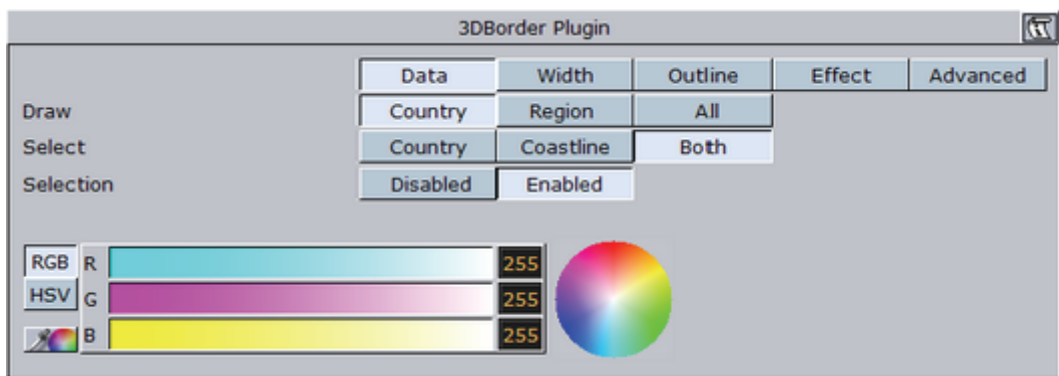 3DBorder Plugin
Data Width Outline Effect Advanced
Draw Country Region All
Select Country Coastline Both
Selection Disabled Enabled
RGB R 255
HSV G 255
B 255